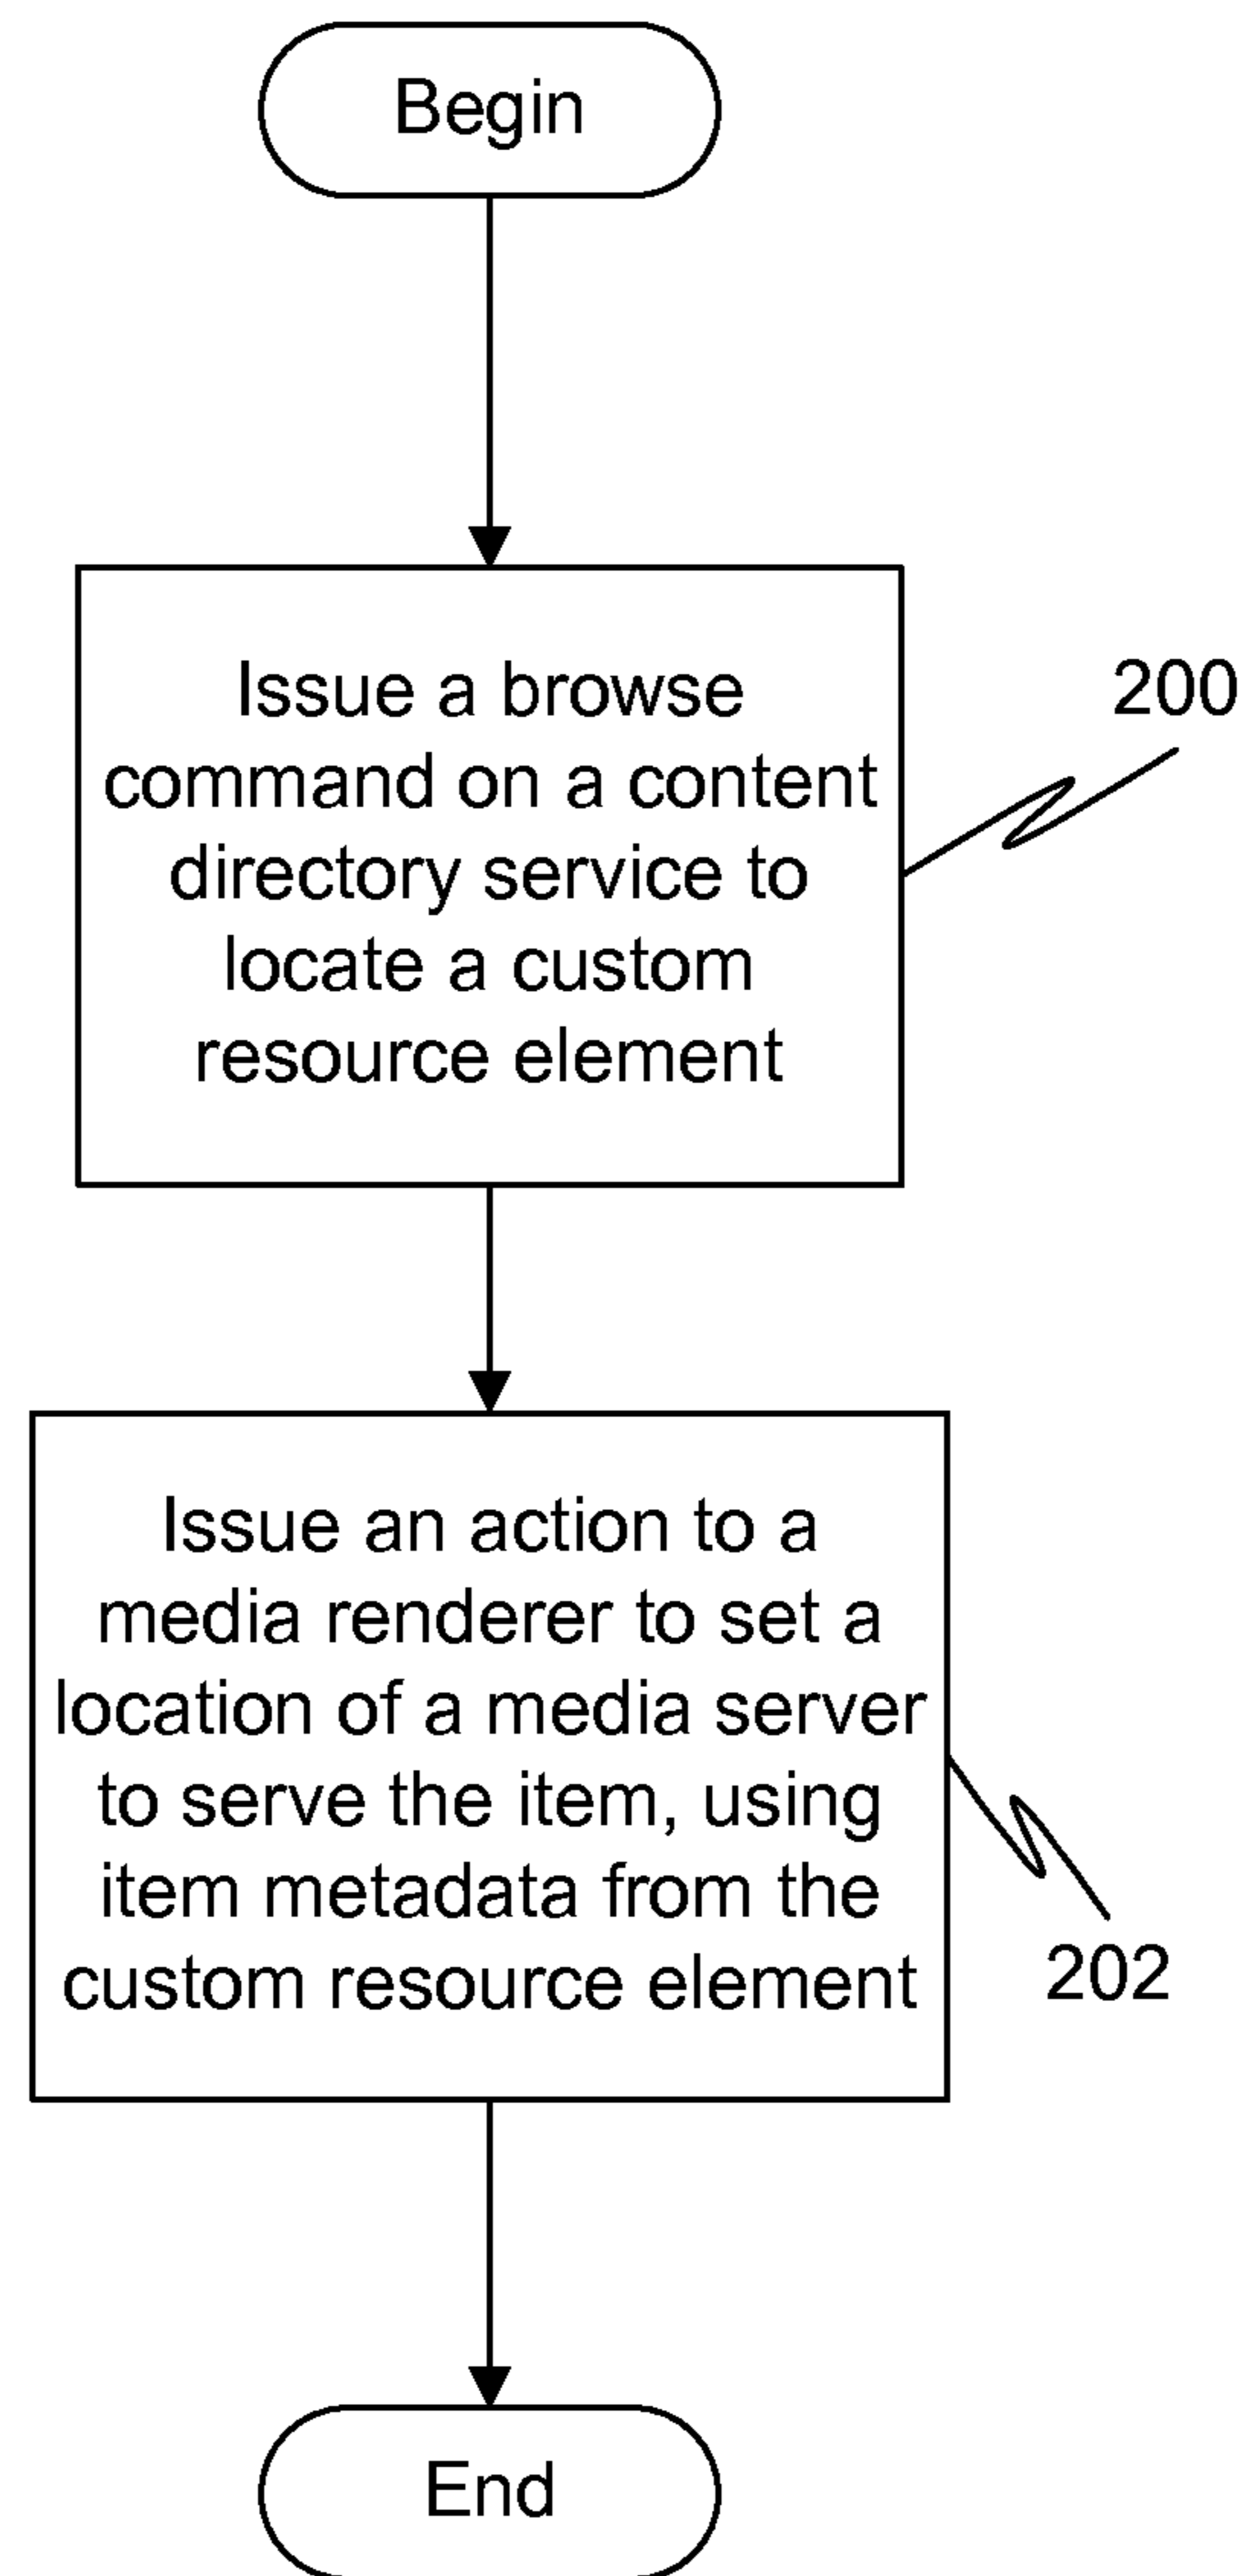 Begin
Issue a browse
command on a content
directory service to
locate a custom
resource element
200
Issue an action to a
media renderer to set a
location of a media server
to serve the item, using
item metadata from the
custom resource element
202
End